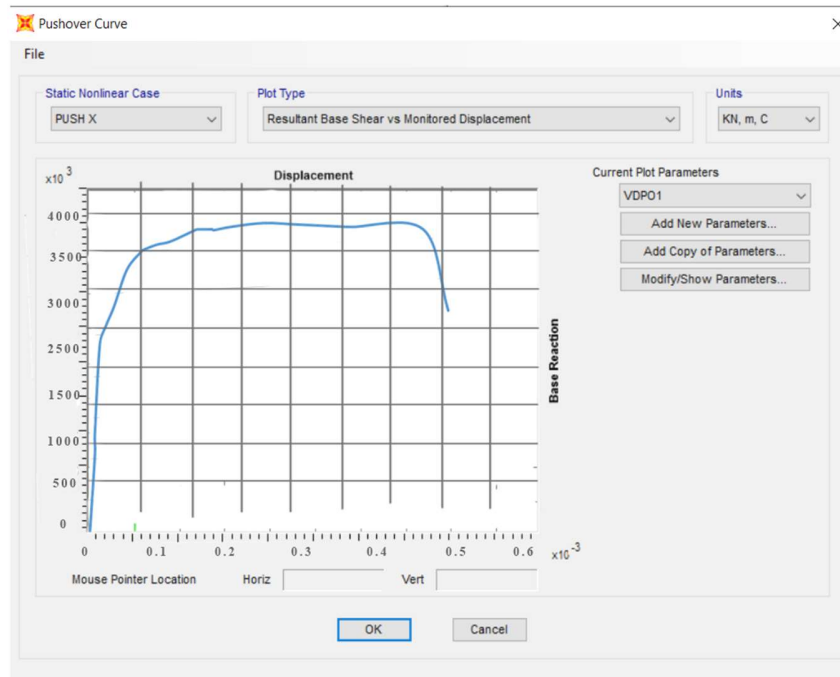 Pushover Curve
File
Static Nonlinear Case
Plot Type
Units
PUSH X
Resultant Base Shear vs Monitored Displacement
KN, m, C
x10 3
Displacement
Current Plot Parameters
VDPO1
Add New Parameters...
Add Copy of Parameters...
Modify/Show Parameters...
4000
3500
3000
2500
1500
1000
500
0
Base Reaction
0 0.1 0.2 0.3 0.4 0.5 0.6 x10 -3
Mouse Pointer Location Horiz Vert
OK Cancel